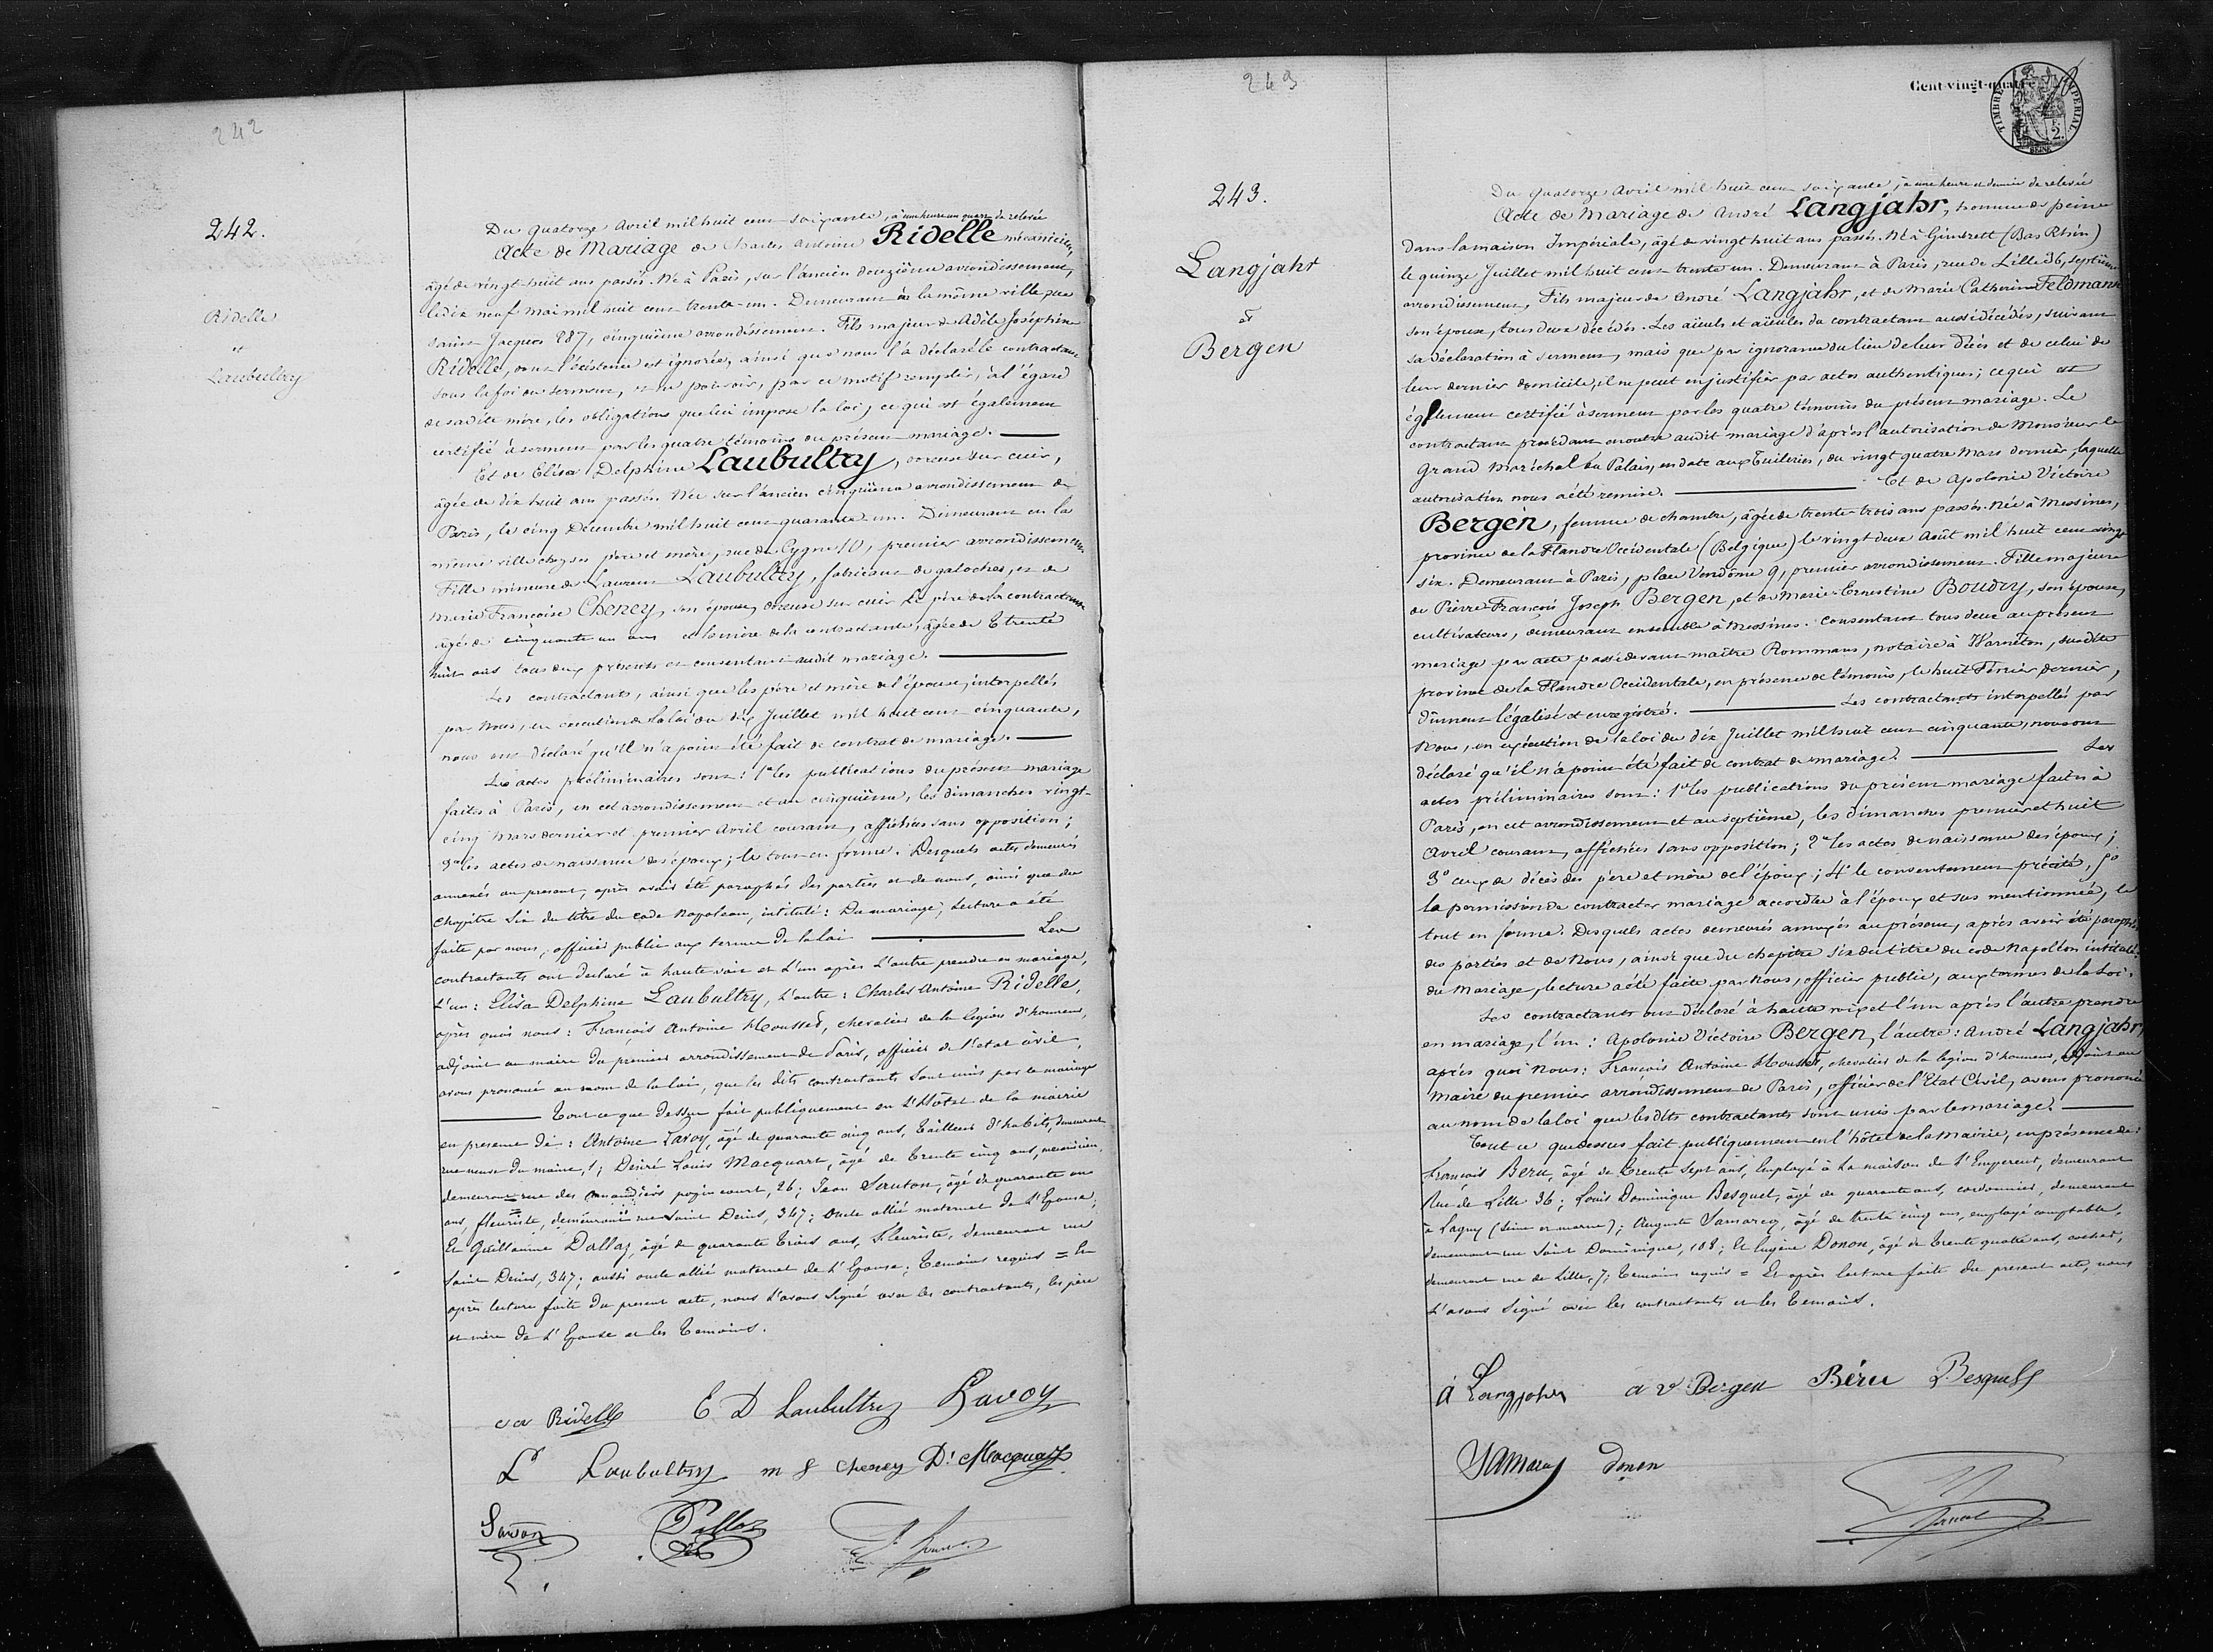 242
242.
Ridelle
et
Laubultry
Du quatorze avril mil huit cent soixante, à une heure un quart de relevée
Acte de Mariage de Charles Antoine Ridelle mécanicien,
âgé de vingt-huit ans passés. Né à Paris, sur l'ancien douzième arrondissement,
le dix neuf mai mil huit cent trente-un. Demeurant en la même ville rue
saint Jacques 287, cinquième arrondissement. Fils majeur de Adèle Joséphine
Ridelle, dont l'existence est ignorée, ainsi que nous l'a déclaré le contractant
sous la foi du serment, et ne pouvoir, par ce motif remplir, à l'égard
de sadite mère, les obligations que lui impose la loi, ce qui est également
certifié à serment par les quatre témoins du présent mariage.
Et de Elisa Delphine Laubultry, oreuse sur cuir,
âgée de dix huit ans passés. Née sur l'ancien cinquième arrondissement de
Paris, le cinq Décembre mil huit cent quarante-un. Demeurant en la
même ville chez ses père et mère, rue du Cygne 10, premier arrondissement
Fille mineure de Laurent Laubultry, fabricant de galoches, et de
Marie Françoise Cheney, son épouse, oreuse sur cuir Le père de la contractante
âgé de cinquante un ans et la mère de la contractante, âgée de trente
huit ans tous deux présents et consentant audit mariage.
Les contractants, ainsi que les père et mère de l'épouse, interpellés
par Nous, en exécution de la loi du dix Juillet mil huit cent cinquante,
nous ont déclaré qu'il n'a point été fait de contrat de mariage.
Les actes préliminaires sont: 1° les publications du présent mariage
faites à Paris, en cet arrondissement et au cinquième, les dimanches vingt-
cinq mars dernier et premier avril courant, affichées sans opposition;
2° les actes de naissance des époux; le tout en forme. Desquels actes demeurés
annexés au present, après avoir été paraphés des parties et de nous, ainsi que du
chapitre six du titre du code Napoléon, intitulé: Du mariage, lecture a été
faite par nous, officier public aux termes de la loi Les
contractants ont déclaré à haute voix et l'un après l'autre prendre en mariage,
l'un: Elisa Delphine Laubultry, l'autre: Charles Antoine Ridelle,
après quoi nous: François Antoine Housset, chevalier de la légion d'honneur,
adjoint au maire du premier arrondissement de Paris, officier de l'état civil,
avons prononcé au nom de la loi, que les dits contractants sont unis par le mariage
Tout ce que dessus fait publiquement en l'Hôtel de la mairie
en presence de: Antoine Lavoy, âgé de quarante cinq ans, tailleur d'habits, demeurant
rue neuve du maine, 1; Désiré Louis Macquart, âgé de trente cinq ans, mécanicien,
demeurant rue des amandiers popincourt, 26; Jean Sauton, âgé de quarante un
ans, fleuriste, demeurant rue saint Denis, 347; oncle allié maternel de l'Epouse;
Et Guillaume Dallaz, âgé de quarante trois ans, fleuriste, demeurant rue
Saint Denis, 347; aussi oncle allié maternel de l'Epouse; temoins requis = Et
après lecture faite du present acte, nous l'avons signé avec les contractants, les père
et mère de l'Epouse et les temoins.
Ridelle E D Laubultry Lavoy
Lt Laubultry m f cheney Dt Macquart
Sauton Dallaz
243
Cent-vingt-quatre
TIMBRE IMPERIAL
2
SEINE
243.
Langjahr
et
Bergen
Du quatorze avril mil huit cent soixante, à une heure et demie de relevée
Acte de Mariage de André Langjahr, homme de peine
dans la maison Impériale, âgé de vingt huit ans passés. Né à Gimbrett (Bas Rhin)
le quinze Juillet mil huit cent trente un. Demeurant à Paris, rue de Lille 36, septième
arrondissement, Fils majeur de André Langjahr, et de Marie Catherine Feldmann
son épouse, tous deux décédés. Les aïeuls et aïeules du contractant aussi décédés, suivant
sa déclaration à serment, mais que par ignorance du lieu de leur décès et de celui de
leur dernier domicile, il ne peut en justifier par actes authentiques; ce qui est
également certifié à serment par les quatre témoins du présent mariage. Le
contractant procédant en outre audit mariage d'après l'autorisation de Monsieur le
Grand Maréchal du Palais, en date aux Tuileries, du vingt quatre Mars dernier, laquelle
autorisation nous a été remise. Et de Apolonie Victoire
Bergen, femme de chambre, âgée de trente-trois ans passés. Née à Messines,
province de la Flandre Occidentale (Belgique) le vingt deux Août mil huit cent vingt
six. Demeurant à Paris, place Vendôme 9, premier arrondissement. Fille majeure
de Pierre François Joseph Bergen, et de Marie Ernestine Boudry, son épouse,
cultivateurs, demeurant ensemble à Messines. Consentant tous deux au présent
mariage par acte passé devant maître Rommens, notaire à Warneton, susdite
province de la Flandre Occidentale, en présence de témoins, le huit Février dernier,
dûment légalisé et enregistré. Les contractants interpellés par
Nous, en exécution de la loi du dix Juillet mil huit cent cinquante, nous ont
déclaré qu'il n'a point été fait de contrat de mariage. Les
actes préliminaires sont: 1° les publications du présent mariage faites à
Paris, en cet arrondissement et au septième, les dimanches premier et huit
Avril courant, affichées sans opposition; 2° les actes de naissance des époux;
3° ceux de décès des père et mère de l'époux; 4° le consentement précité, 5°
la permission de contracter mariage accordée à l'époux et sus mentionnée, le
tout en forme. Desquels actes demeurés annexés au présent, après avoir été paraphés
des parties et de Nous, ainsi que du chapitre six du titre du code Napoléon intitulé:
du Mariage, lecture a été faite par Nous, officier public, aux termes de la Loi.
Les contractants ont déclaré à haute voix et l'un après l'autre prendre
en mariage, l'un: Apolonie Victoire Bergen, l'autre: André Langjahr,
après quoi Nous: François Antoine Housset, chevalier de la légion d'honneur, adjoint au
maire du premier arrondissement de Paris, officier de l'Etat Civil, avons prononcé
au nom de la loi que lesdits contractants sont unis par le mariage.
Tout ce que dessus fait publiquement en l'hôtel de la Mairie, en présence de:
François Béru, âgé de trente sept ans, employé à la maison de l'Empereur, demeurant
Rue de Lille 36; Louis Dominique Besquel, âgé de quarante ans, cordonnier, demeurant
à Lagny (Seine et marne); Auguste Samarcq, âgé de trente cinq ans, employé comptable,
demeurant rue Saint Dominique, 188; Et Eugène Donon, âgé de trente quatre ans, cocher,
demeurant rue de Lille, 7; temoins requis = Et après lecture faite du present acte, nous
l'avons signé avec les contractants et les temoins.
A Langjahr a v Bergen Béru Besquel
Samarcq donon